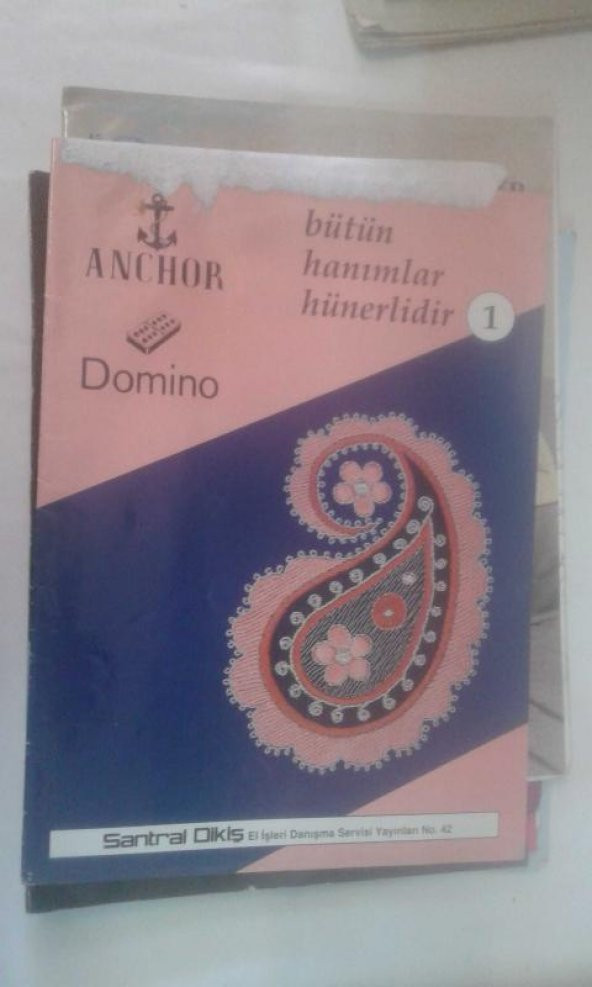 ANCHOR
Domino
bütün
hanımlar
hünerlidir
1
Santral Dikiş El İşleri Danışma Servisi Yayınları No. 42